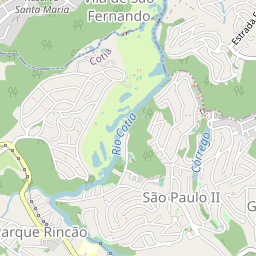 Vila de São
Fernando
Santa Maria
Cotia
Estrada
Rio Cotia
Córrego
São Paulo II
Parque Rincão